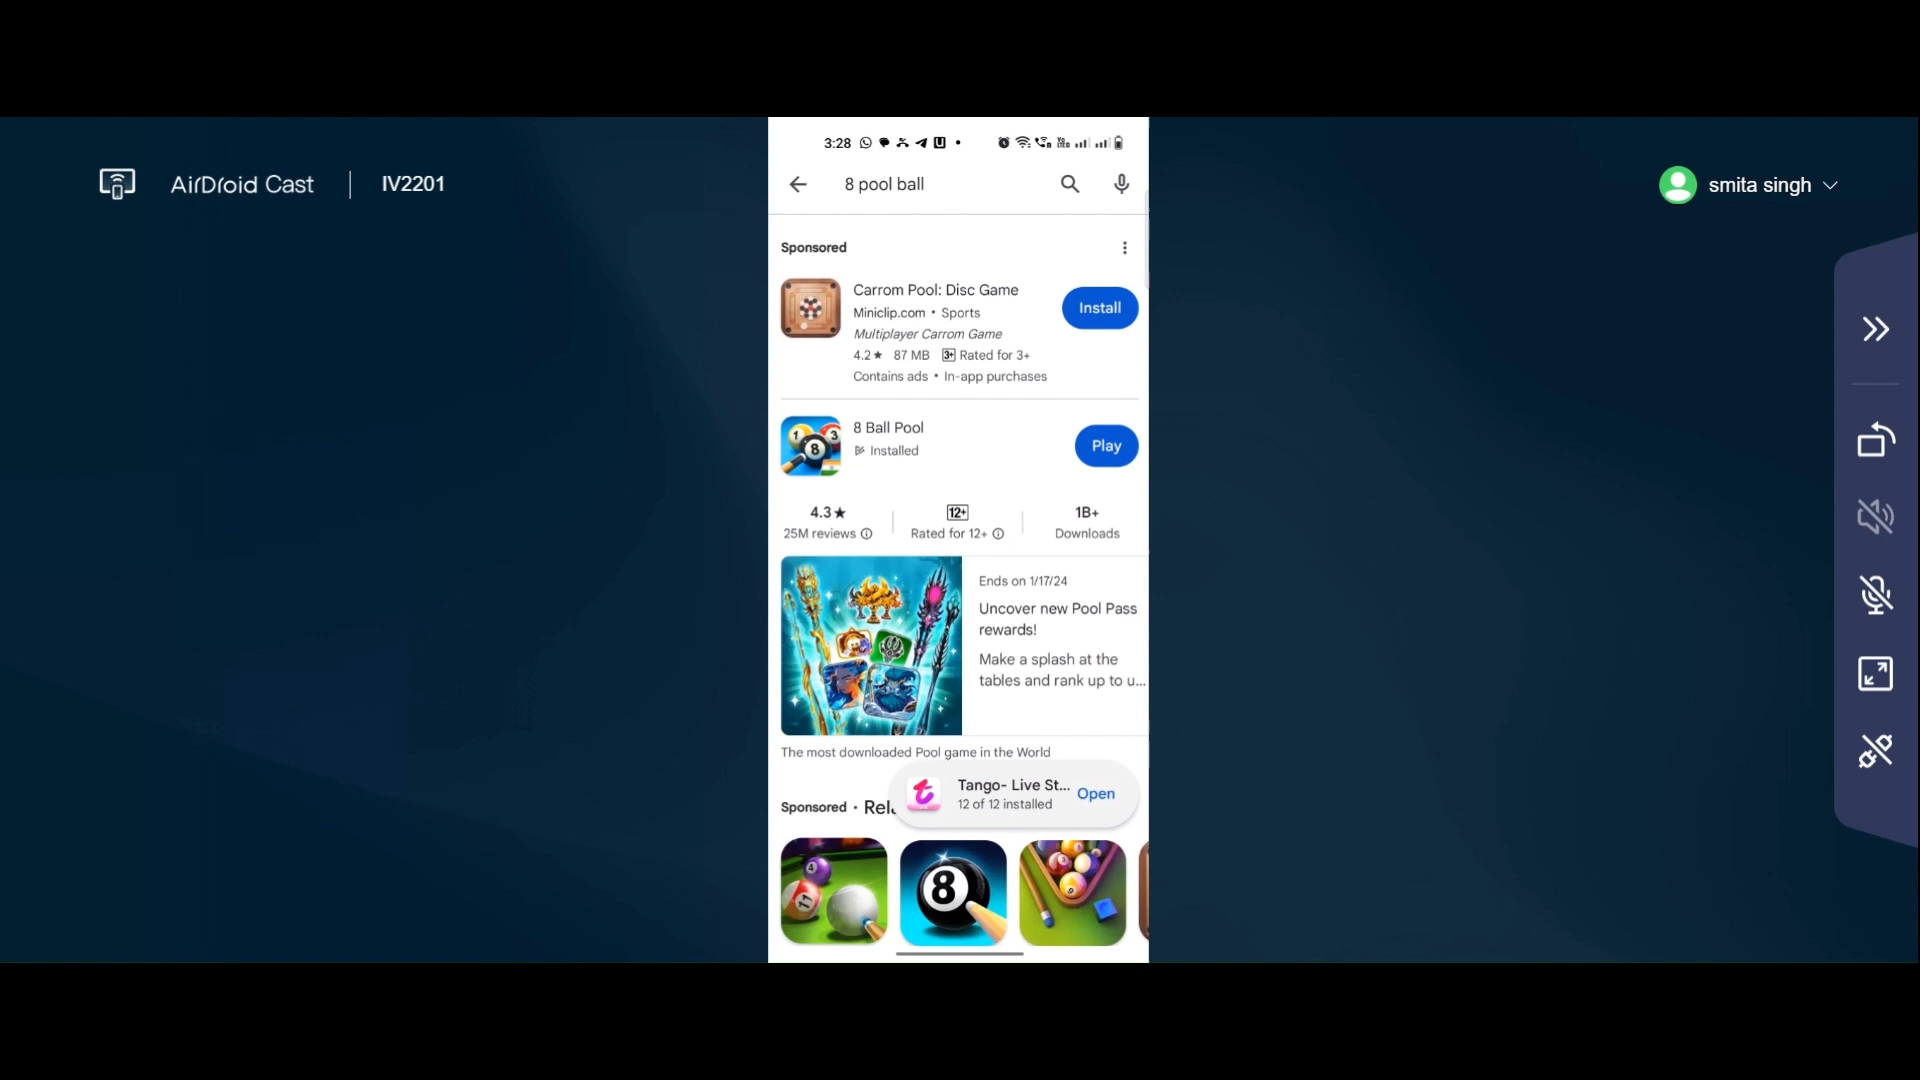 3:28
AirDroid Cast | IV2201
smita singh
8 pool ball
Sponsored
Carrom Pool: Disc Game
Miniclip.com • Sports
Multiplayer Carrom Game
4.2★ 87 MB 3+ Rated for 3+
Contains ads • In-app purchases
Install
8 Ball Pool
Installed
Play
4.3★
25M reviews
12+
Rated for 12+
1B+
Downloads
Ends on 1/17/24
Uncover new Pool Pass
rewards!
Make a splash at the
tables and rank up to u...
The most downloaded Pool game in the World
Tango- Live St...
12 of 12 installed
Open
Sponsored •